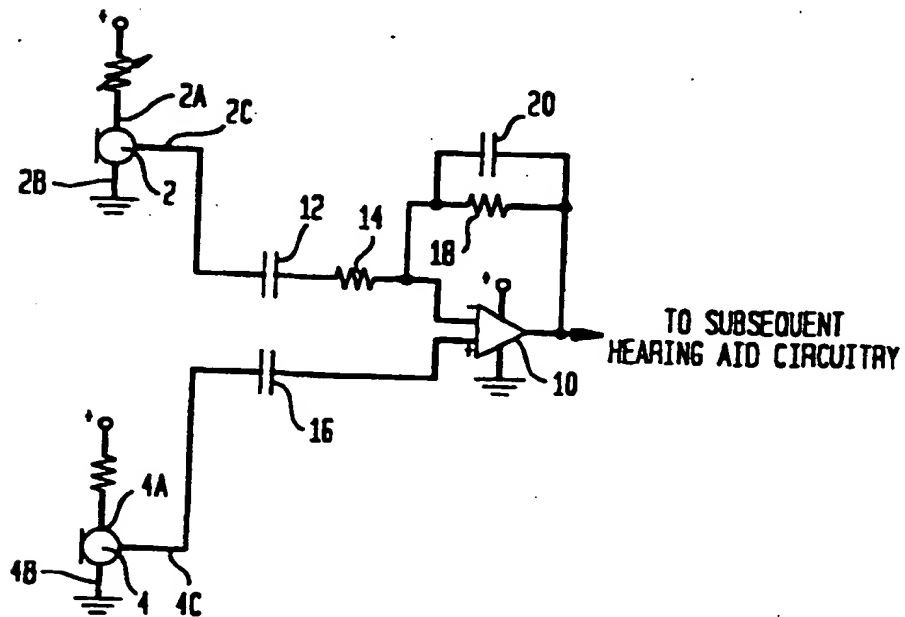 +
2A
2C
20
2B
2
12
14
18
+
-
+
10
TO SUBSEQUENT
HEARING AID CIRCUITRY
16
+
4A
4B
4
4C